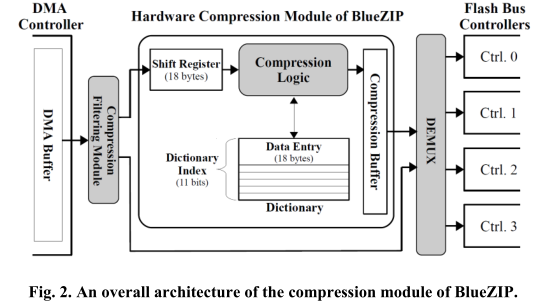 DMA
Controller
Hardware Compression Module of BlueZIP
Flash Bus
Controllers
DMA Buffer
Compression
Filtering Module
Shift Register
(18 bytes)
Compression
Logic
Dictionary
Index
(11 bits)
Data Entry
(18 bytes)
Dictionary
Compression Buffer
DEMUX
Ctrl. 0
Ctrl. 1
Ctrl. 2
Ctrl. 3
Fig. 2. An overall architecture of the compression module of BlueZIP.